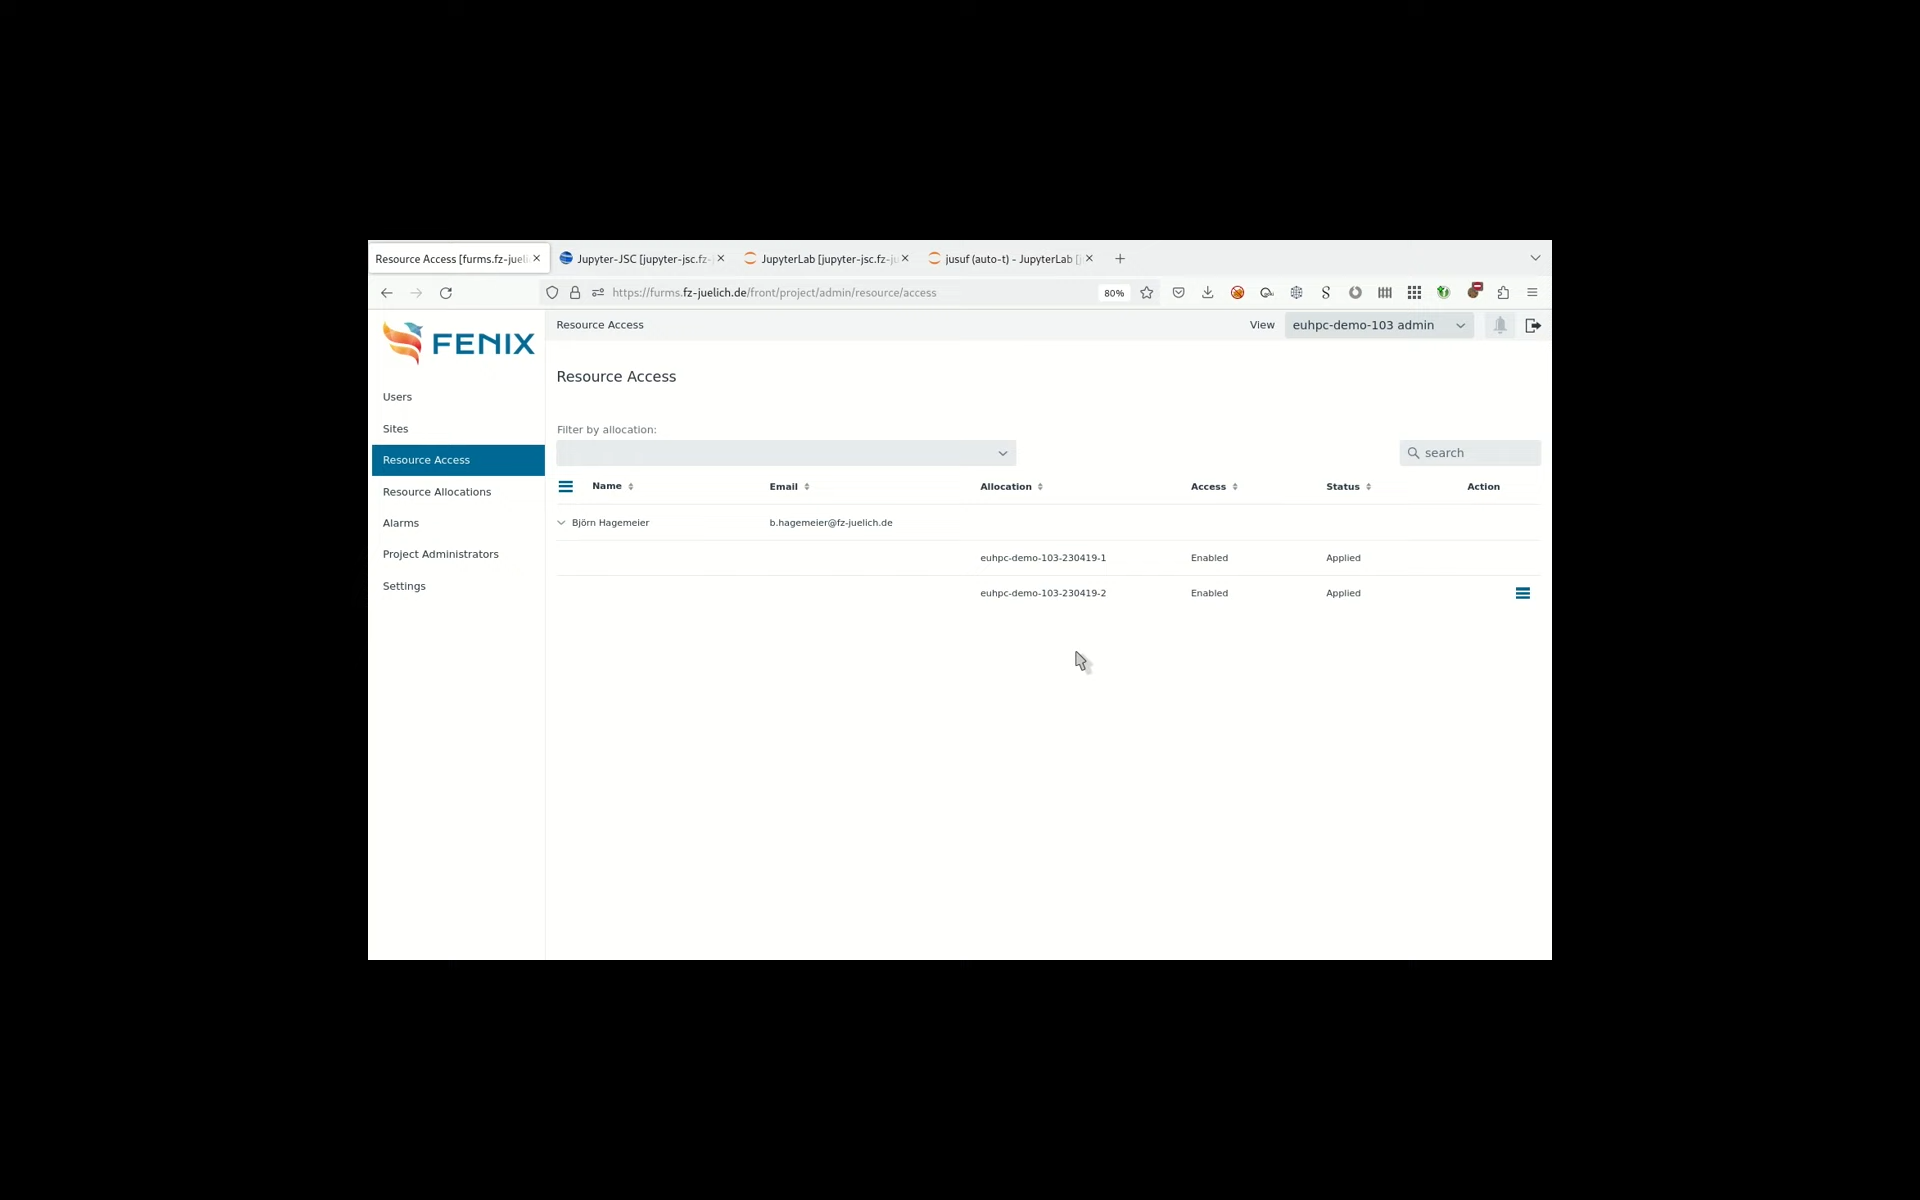 Resource Access [furms.fz-jueli
Jupyter-JSC [jupyter-jsc.fz-
JupyterLab [jupyter-jsc.fz-ju
jusuf (auto-t) - JupyterLab [j
https://furms.fz-juelich.de/front/project/admin/resource/access
80%
FENIX
Resource Access
View
euhpc-demo-103 admin
Users
Sites
Resource Access
Resource Allocations
Alarms
Project Administrators
Settings
Resource Access
Filter by allocation:
search
Name Email Allocation Access Status Action
Björn Hagemeier b.hagemeier@fz-juelich.de
euhpc-demo-103-230419-1 Enabled Applied
euhpc-demo-103-230419-2 Enabled Applied